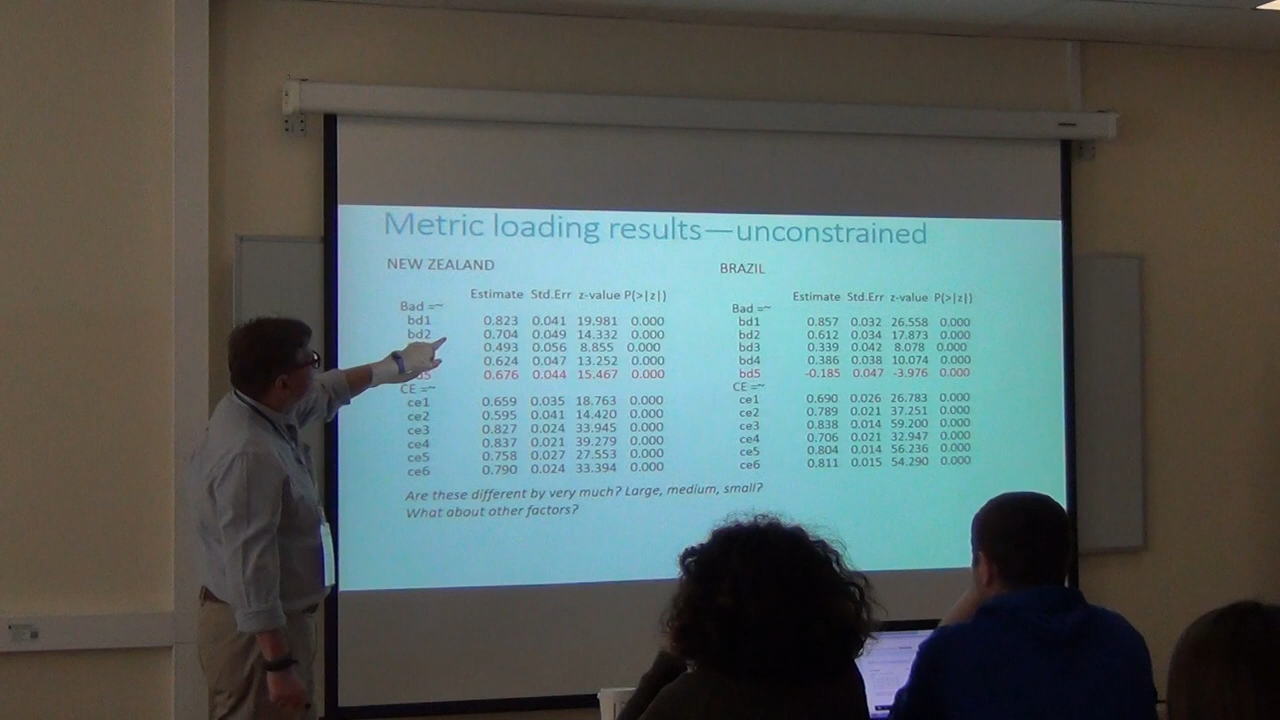 Metric loading results—unconstrained
NEW ZEALAND
Estimate Std.Err z-value P(>|z|)
Bad =~
bd1 0.823 0.041 19.981 0.000
bd2 0.704 0.049 14.332 0.000
0.493 0.056 8.855 0.000
0.624 0.047 13.252 0.000
0.676 0.044 15.467 0.000
CE =~
ce1 0.659 0.035 18.763 0.000
ce2 0.595 0.041 14.420 0.000
ce3 0.827 0.024 33.945 0.000
ce4 0.837 0.021 39.279 0.000
ce5 0.758 0.027 27.553 0.000
ce6 0.790 0.024 33.394 0.000
BRAZIL
Estimate Std.Err z-value P(>|z|)
Bad =~
bd1 0.857 0.032 26.558 0.000
bd2 0.612 0.034 17.873 0.000
bd3 0.339 0.042 8.078 0.000
bd4 0.386 0.038 10.074 0.000
bd5 -0.185 0.047 -3.976 0.000
CE =~
ce1 0.690 0.026 26.783 0.000
ce2 0.789 0.021 37.251 0.000
ce3 0.838 0.014 59.200 0.000
ce4 0.706 0.021 32.947 0.000
ce5 0.804 0.014 56.236 0.000
ce6 0.811 0.015 54.290 0.000
Are these different by very much? Large, medium, small?
What about other factors?